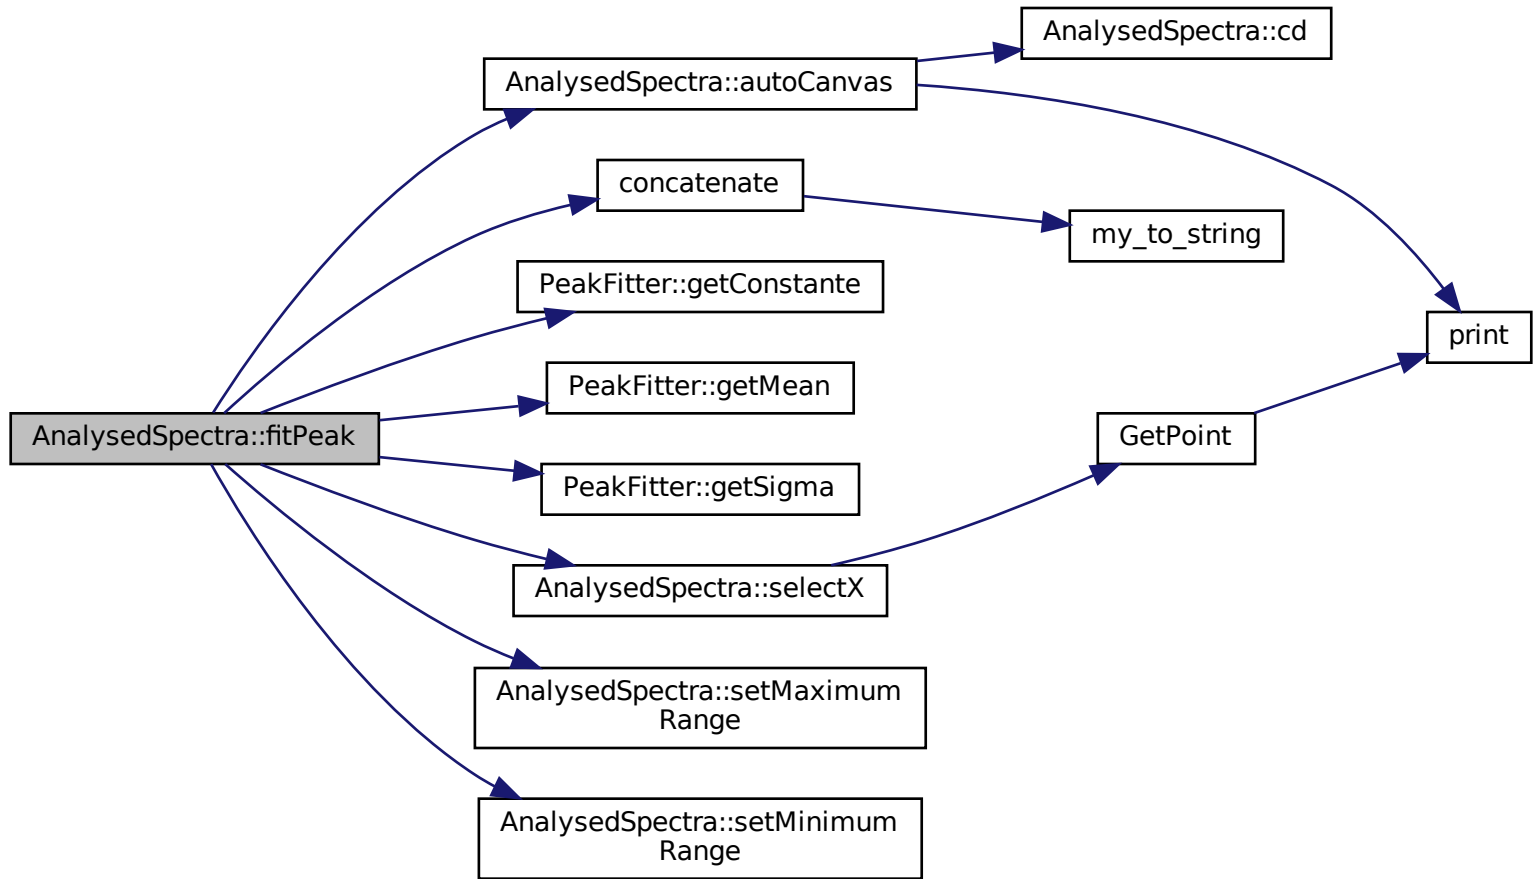 AnalysedSpectra::cd
AnalysedSpectra::autoCanvas
concatenate
my_to_string
PeakFitter::getConstante
print
PeakFitter::getMean
AnalysedSpectra::fitPeak
GetPoint
PeakFitter::getSigma
AnalysedSpectra::selectX
AnalysedSpectra::setMaximum
Range
AnalysedSpectra::setMinimum
Range